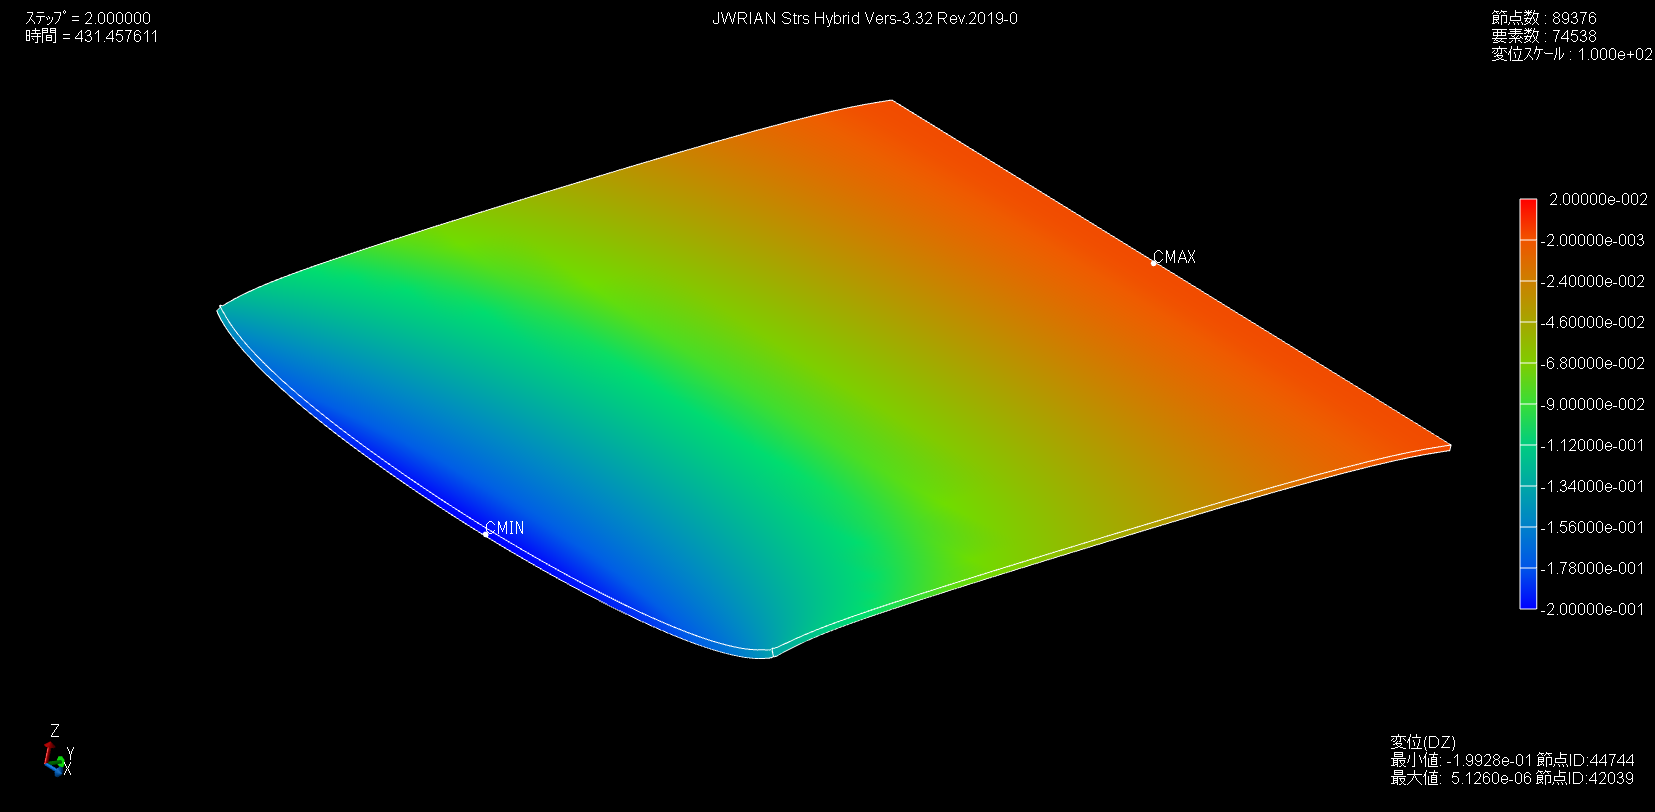 ステップ = 2.000000
時間 = 431.457611
JWRIAN Strs Hybrid Vers-3.32 Rev.2019-0
節点数 : 89376
要素数 : 74538
変位スケール : 1.000e+02
CMAX
CMIN
2.00000e-002
-2.00000e-003
-2.40000e-002
-4.60000e-002
-6.80000e-002
-9.00000e-002
-1.12000e-001
-1.34000e-001
-1.56000e-001
-1.78000e-001
-2.00000e-001
Z
Y
X
変位(DZ)
最小値: -1.9928e-01 節点ID:44744
最大値: 5.1260e-06 節点ID:42039